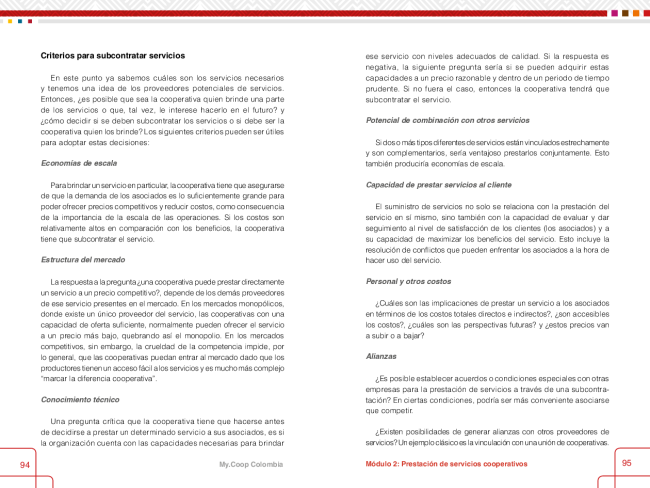 Criterios para subcontratar servicios
En este punto ya sabemos cuáles son los servicios necesarios
y tenemos una idea de los proveedores potenciales de servicios.
Entonces, ¿es posible que sea la cooperativa quien brinde una parte
de los servicios o que, tal vez, le interese hacerlo en el futuro? y
¿cómo decidir si se deben subcontratar los servicios o si debe ser la
cooperativa quien los brinde? Los siguientes criterios pueden ser útiles
para adoptar estas decisiones:
Economías de escala
Para brindar un servicio en particular, la cooperativa tiene que asegurarse
de que la demanda de los asociados es lo suficientemente grande para
poder ofrecer precios competitivos y reducir costos, como consecuencia
de la importancia de la escala de las operaciones. Si los costos son
relativamente altos en comparación con los beneficios, la cooperativa
tiene que subcontratar el servicio.
Estructura del mercado
La respuesta a la pregunta ¿una cooperativa puede prestar directamente
un servicio a un precio competitivo?, depende de los demás proveedores
de ese servicio presentes en el mercado. En los mercados monopólicos,
donde existe un único proveedor del servicio, las cooperativas con una
capacidad de oferta suficiente, normalmente pueden ofrecer el servicio
a un precio más bajo, quebrando así el monopolio. En los mercados
competitivos, sin embargo, la crueldad de la competencia impide, por
lo general, que las cooperativas puedan entrar al mercado dado que los
productores tienen un acceso fácil a los servicios y es mucho más complejo
“marcar la diferencia cooperativa”.
Conocimiento técnico
Una pregunta crítica que la cooperativa tiene que hacerse antes
de decidirse a prestar un determinado servicio a sus asociados, es si
la organización cuenta con las capacidades necesarias para brindar
94
My.Coop Colombia
ese servicio con niveles adecuados de calidad. Si la respuesta es
negativa, la siguiente pregunta sería si se pueden adquirir estas
capacidades a un precio razonable y dentro de un periodo de tiempo
prudente. Si no fuera el caso, entonces la cooperativa tendrá que
subcontratar el servicio.
Potencial de combinación con otros servicios
Si dos o más tipos diferentes de servicios están vinculados estrechamente
y son complementarios, sería ventajoso prestarlos conjuntamente. Esto
también produciría economías de escala.
Capacidad de prestar servicios al cliente
El suministro de servicios no solo se relaciona con la prestación del
servicio en sí mismo, sino también con la capacidad de evaluar y dar
seguimiento al nivel de satisfacción de los clientes (los asociados) y a
su capacidad de maximizar los beneficios del servicio. Esto incluye la
resolución de conflictos que pueden enfrentar los asociados a la hora de
hacer uso del servicio.
Personal y otros costos
¿Cuáles son las implicaciones de prestar un servicio a los asociados
en términos de los costos totales directos e indirectos?, ¿son accesibles
los costos?, ¿cuáles son las perspectivas futuras? y ¿estos precios van
a subir o a bajar?
Alianzas
¿Es posible establecer acuerdos o condiciones especiales con otras
empresas para la prestación de servicios a través de una subcontra-
tación? En ciertas condiciones, podría ser más conveniente asociarse
que competir.
¿Existen posibilidades de generar alianzas con otros proveedores de
servicios? Un ejemplo clásico es la vinculación con una unión de cooperativas.
Módulo 2: Prestación de servicios cooperativos
95